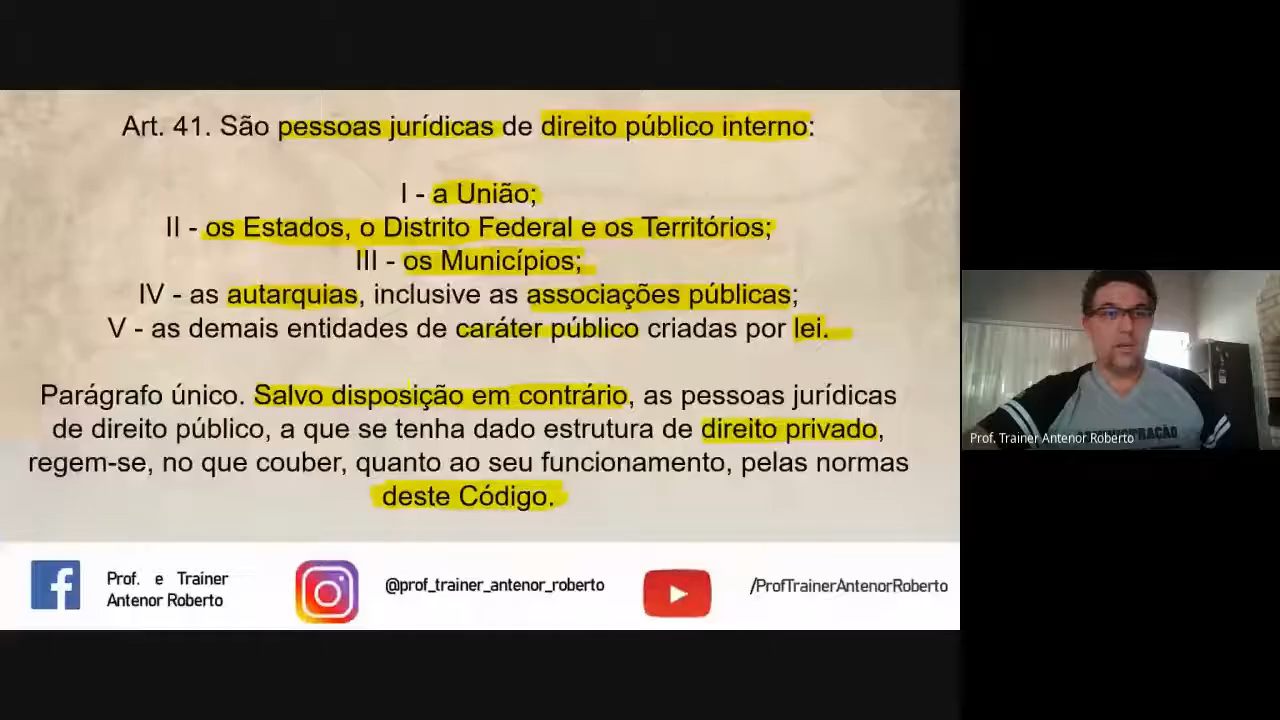 Art. 41. São pessoas jurídicas de direito público interno:
I - a União;
II - os Estados, o Distrito Federal e os Territórios;
III - os Municípios;
IV - as autarquias, inclusive as associações públicas;
V - as demais entidades de caráter público criadas por lei.
Parágrafo único. Salvo disposição em contrário, as pessoas jurídicas
de direito público, a que se tenha dado estrutura de direito privado,
regem-se, no que couber, quanto ao seu funcionamento, pelas normas
deste Código.
Prof. e Trainer
Antenor Roberto
@prof_trainer_antenor_roberto
/ProfTrainerAntenorRoberto
Prof. Trainer Antenor Roberto